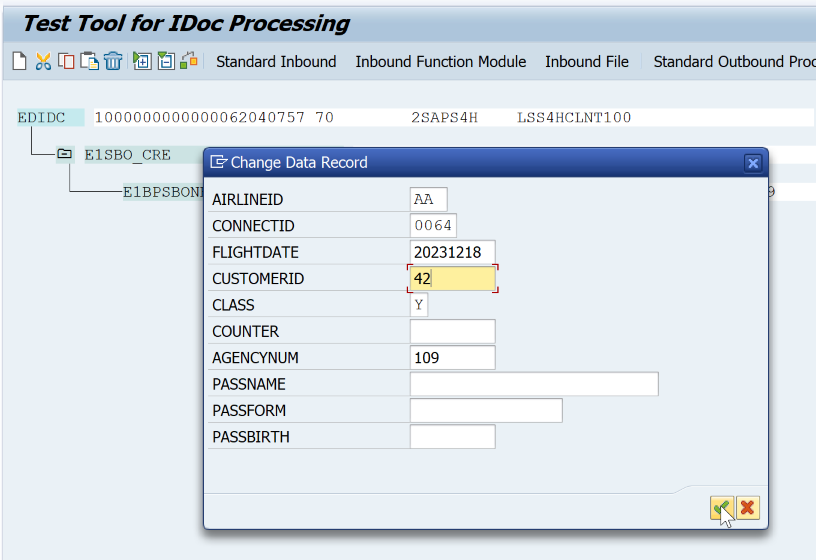 Test Tool for IDoc Processing
Standard Inbound Inbound Function Module Inbound File Standard Outbound Proc
EDIDC 1000000000000062040757 70 2SAPS4H LSS4HCLNT100
E1SBO_CRE
E1BPSBON
9
Change Data Record
AIRLINEID AA
CONNECTID 0064
FLIGHTDATE 20231218
CUSTOMERID 42
CLASS Y
COUNTER
AGENCYNUM 109
PASSNAME
PASSFORM
PASSBIRTH